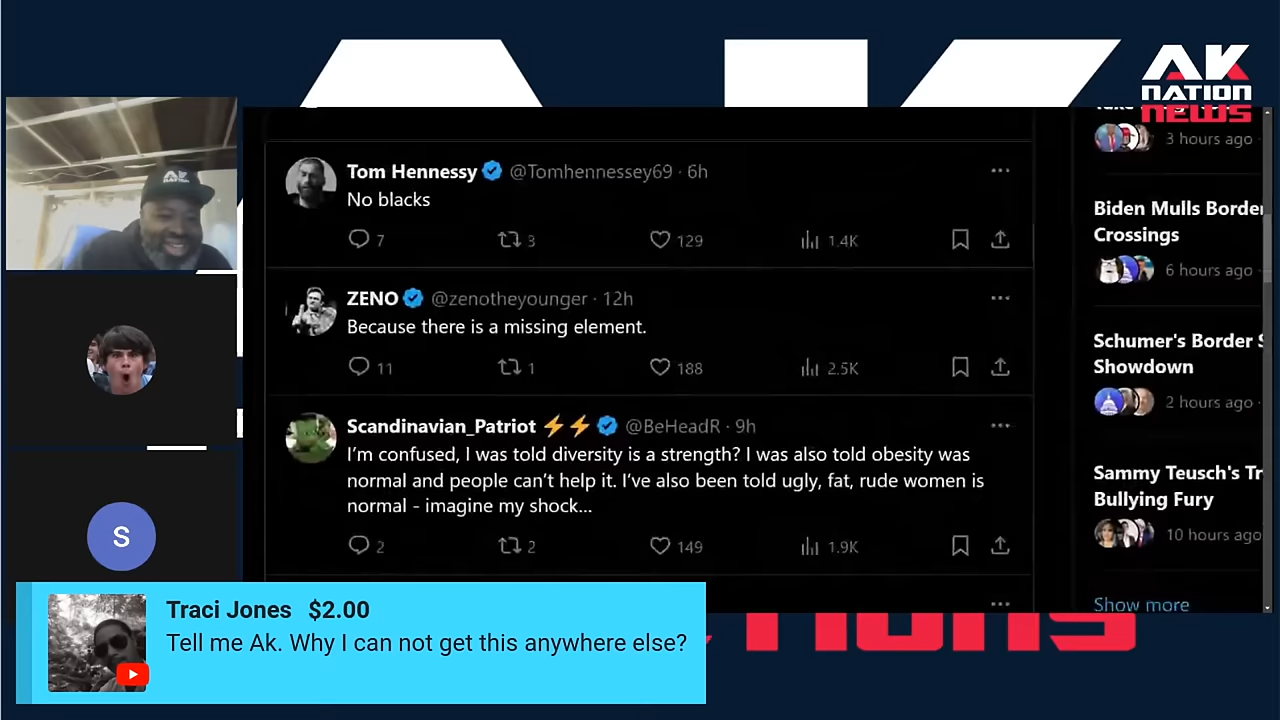 AK
NATION
NEWS
3 hours ago
Tom Hennessy @Tomhennessey69 · 6h
No blacks
7 3 129 1.4K
Biden Mulls Border
Crossings
6 hours ago
ZENO @zenotheyounger · 12h
Because there is a missing element.
11 1 188 2.5K
Schumer's Border S
Showdown
2 hours ago
Scandinavian_Patriot ⚡⚡ @BeHeadR · 9h
I'm confused, I was told diversity is a strength? I was also told obesity was
normal and people can't help it. I've also been told ugly, fat, rude women is
normal - imagine my shock...
2 2 149 1.9K
Sammy Teusch's Tr
Bullying Fury
10 hours ago
Show more
AK
NATION
S
Traci Jones $2.00
Tell me Ak. Why I can not get this anywhere else?